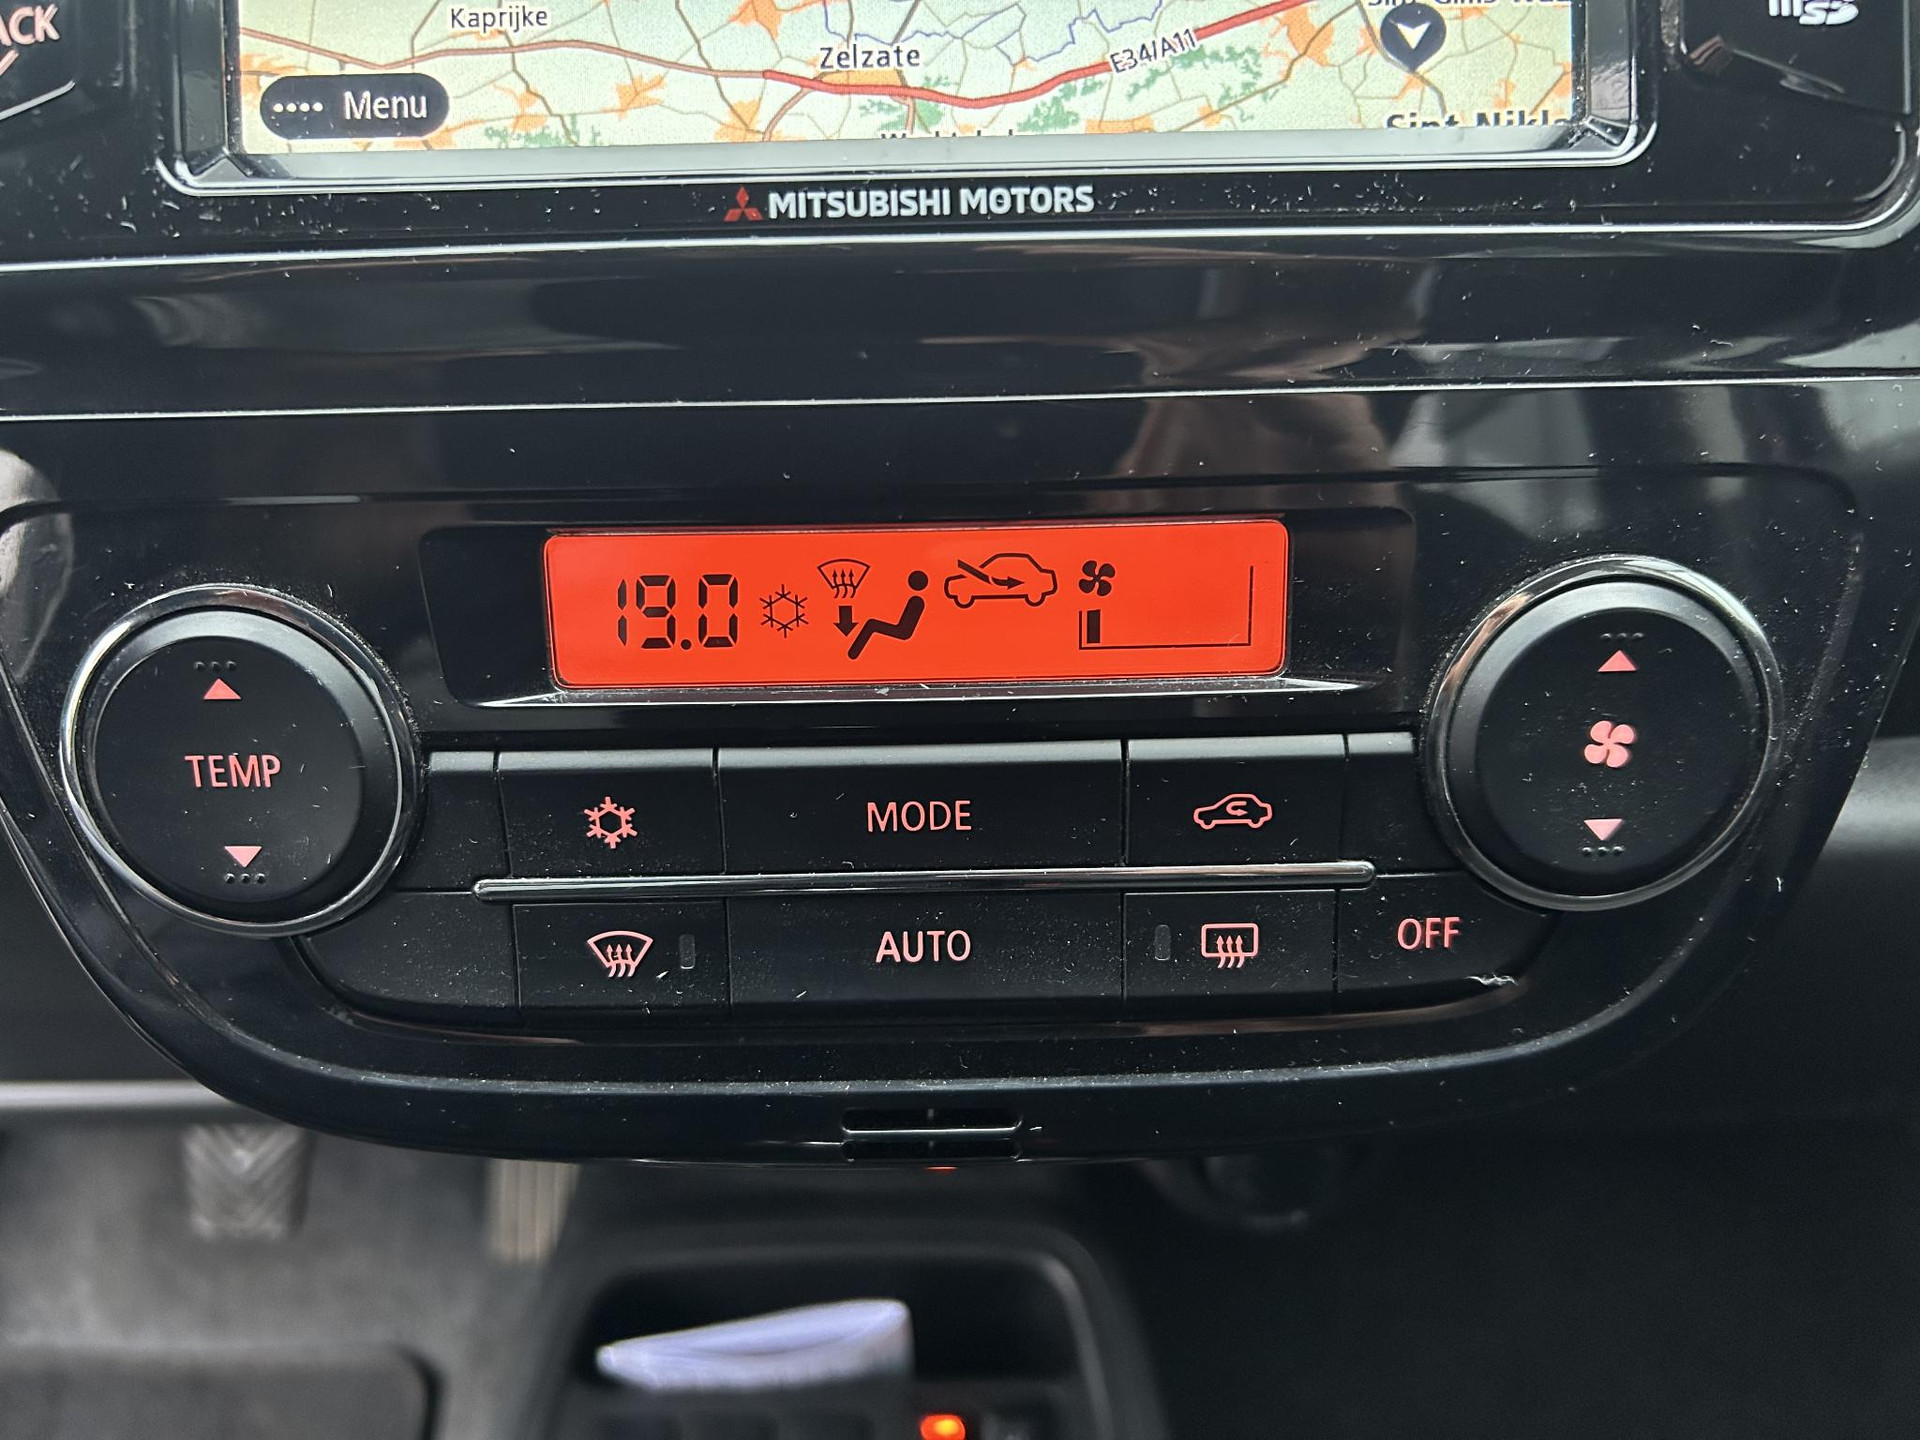 Kaprijke
Zelzate
E34/A11
Menu
MITSUBISHI MOTORS
19.0
TEMP
MODE
AUTO
OFF